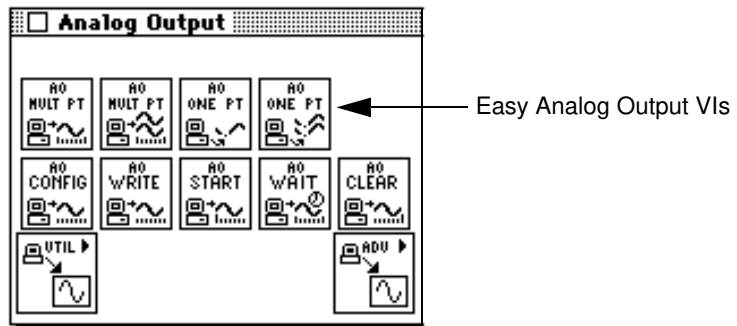 Analog Output
AO MULT PT
AO MULT PT
AO ONE PT
AO ONE PT
Easy Analog Output VIs
AO CONFIG
AO WRITE
AO START
AO WAIT
AO CLEAR
UTIL
ADV